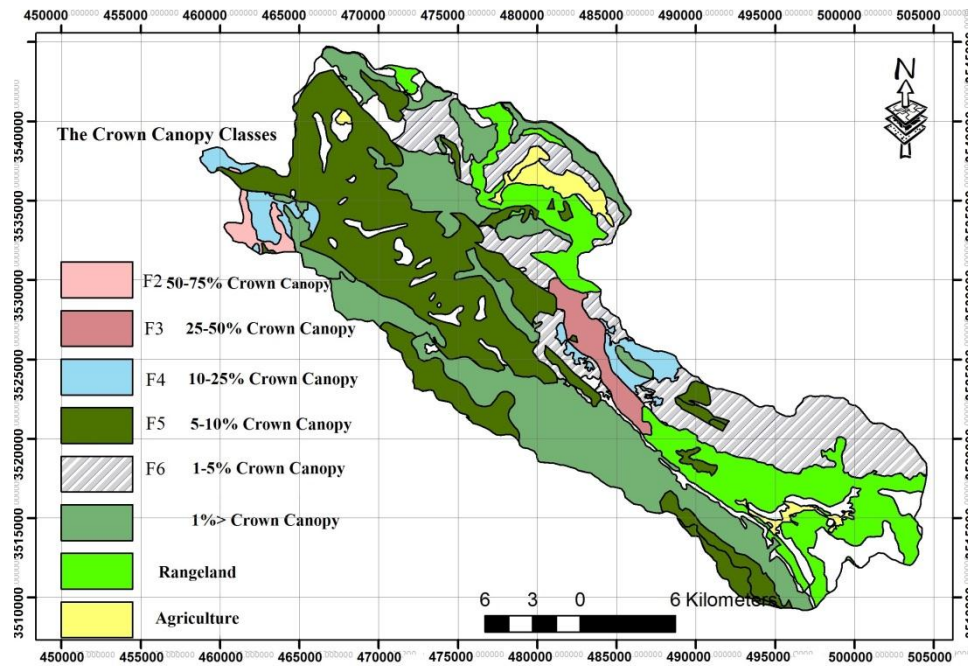 450000 455000 460000 465000 470000 475000 480000 485000 490000 495000 500000 505000
N
The Crown Canopy Classes
F2 50-75% Crown Canopy
F3 25-50% Crown Canopy
F4 10-25% Crown Canopy
F5 5-10% Crown Canopy
F6 1-5% Crown Canopy
1%> Crown Canopy
Rangeland
Agriculture
3540000
3535000
3530000
3525000
3520000
3515000
3510000
6 3 0 6 Kilometers
450000 455000 460000 465000 470000 475000 480000 485000 490000 495000 500000 505000